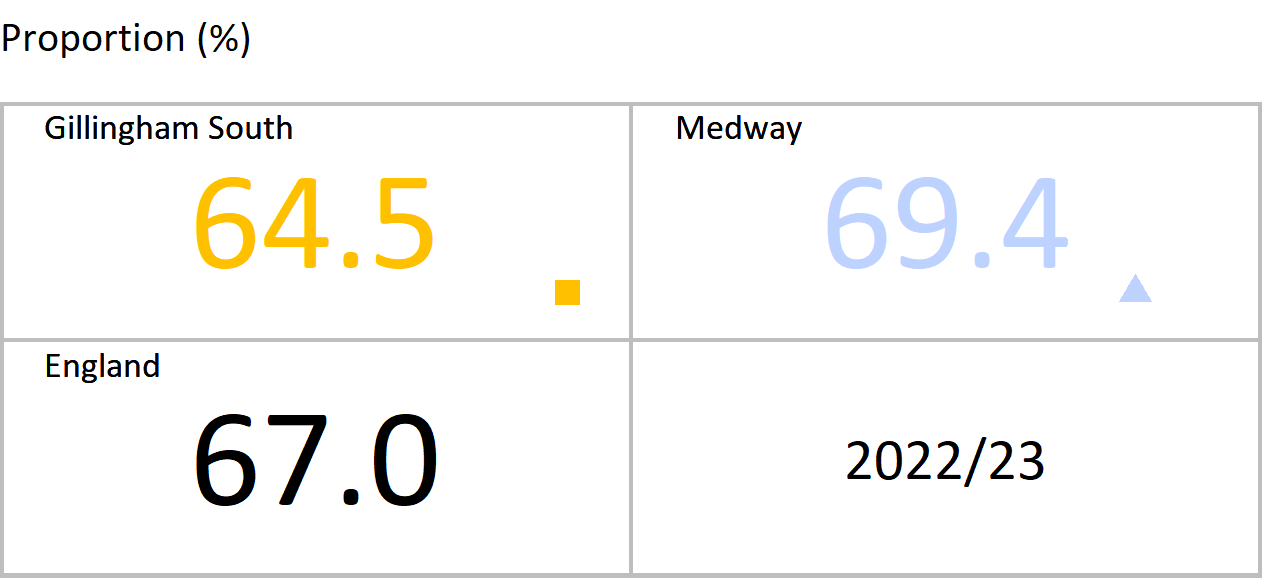 Proportion (%)
Gillingham South
64.5
Medway
69.4
England
67.0
2022/23